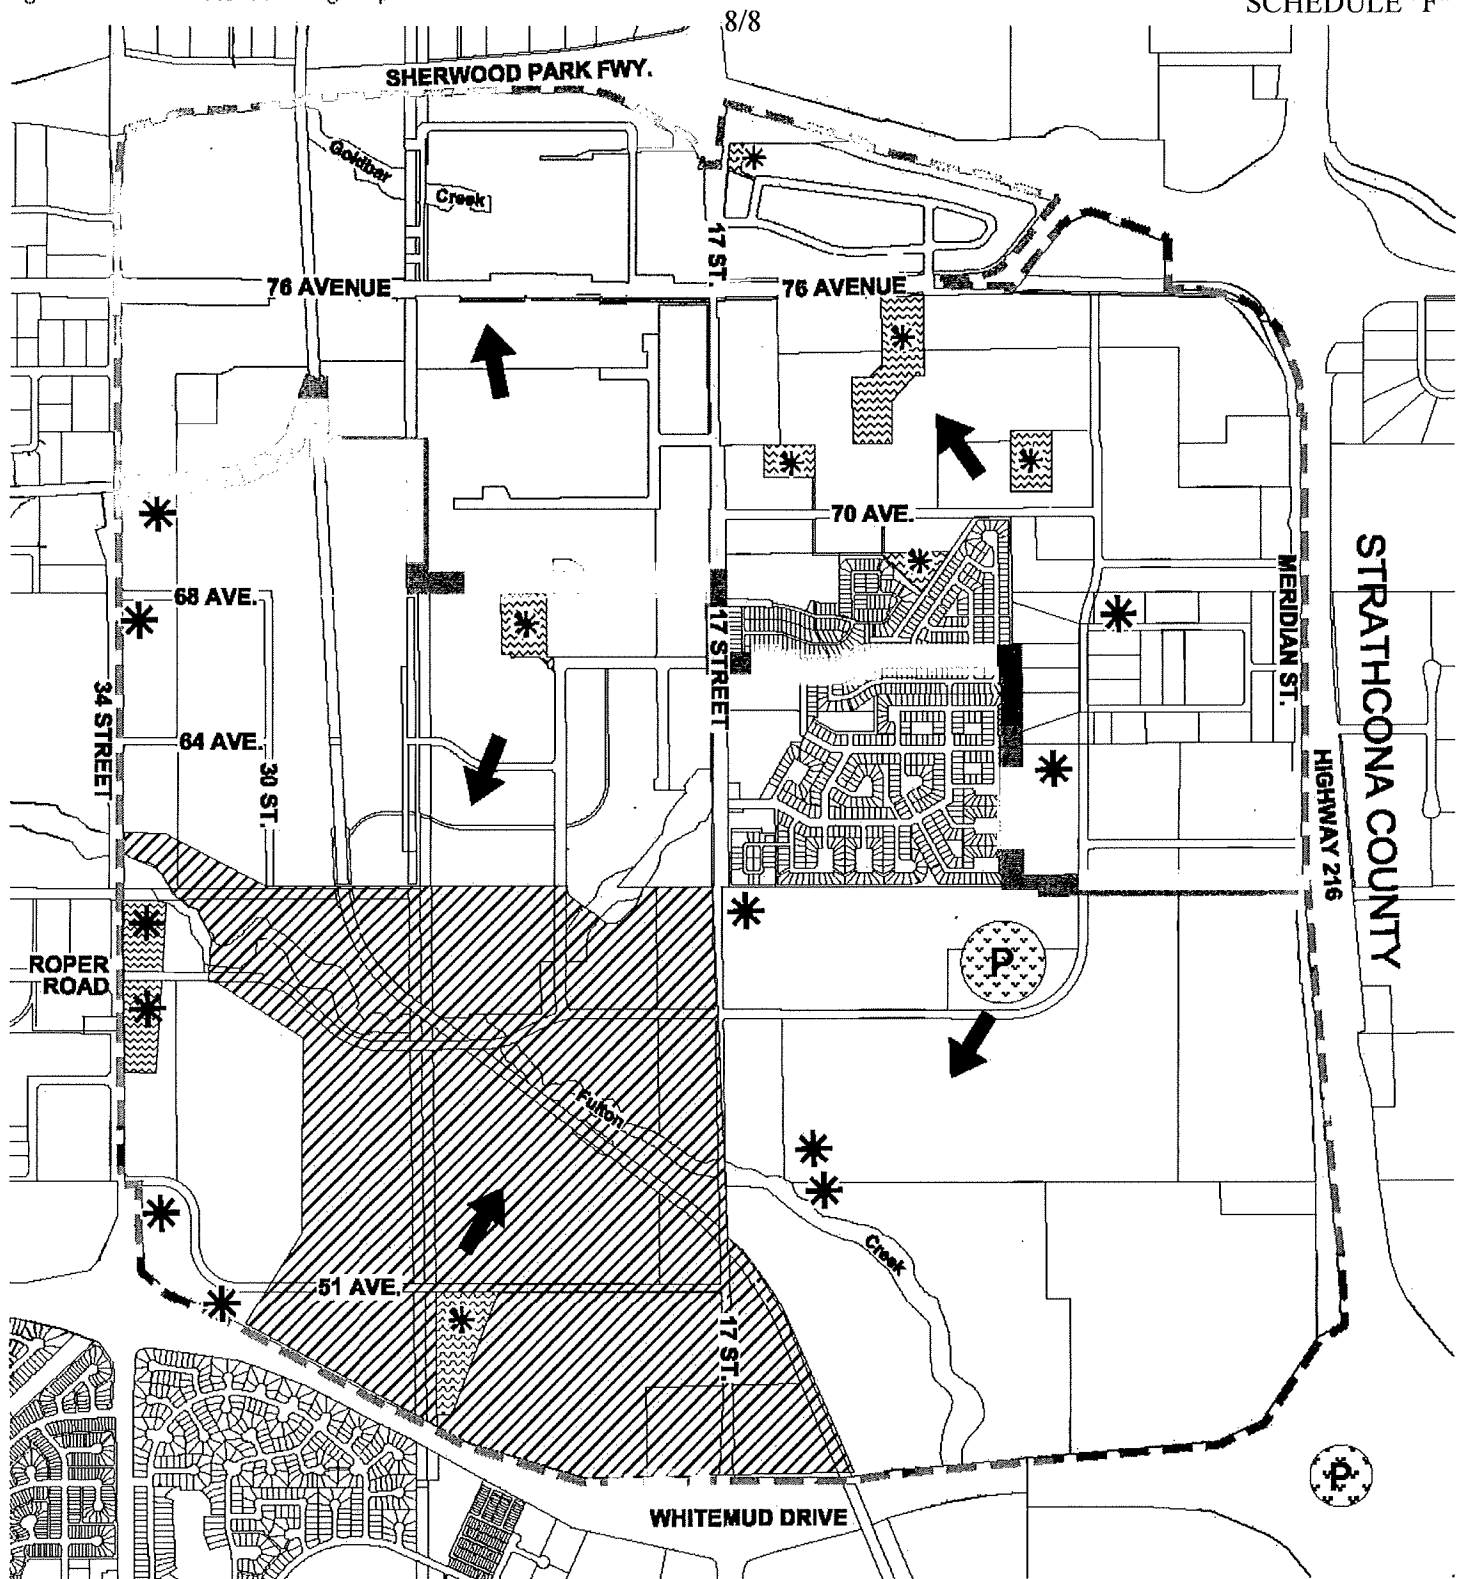 SCHEDULE "F"
8/8
SHERWOOD PARK FWY.
Goldbar
Creek
17 ST.
76 AVENUE
76 AVENUE
70 AVE.
68 AVE.
17 STREET
MERIDIAN ST.
STRATHCONA COUNTY
34 STREET
64 AVE.
30 ST.
HIGHWAY 216
ROPER
ROAD
P
Fulton
Creek
51 AVE.
17 ST.
P
WHITEMUD DRIVE